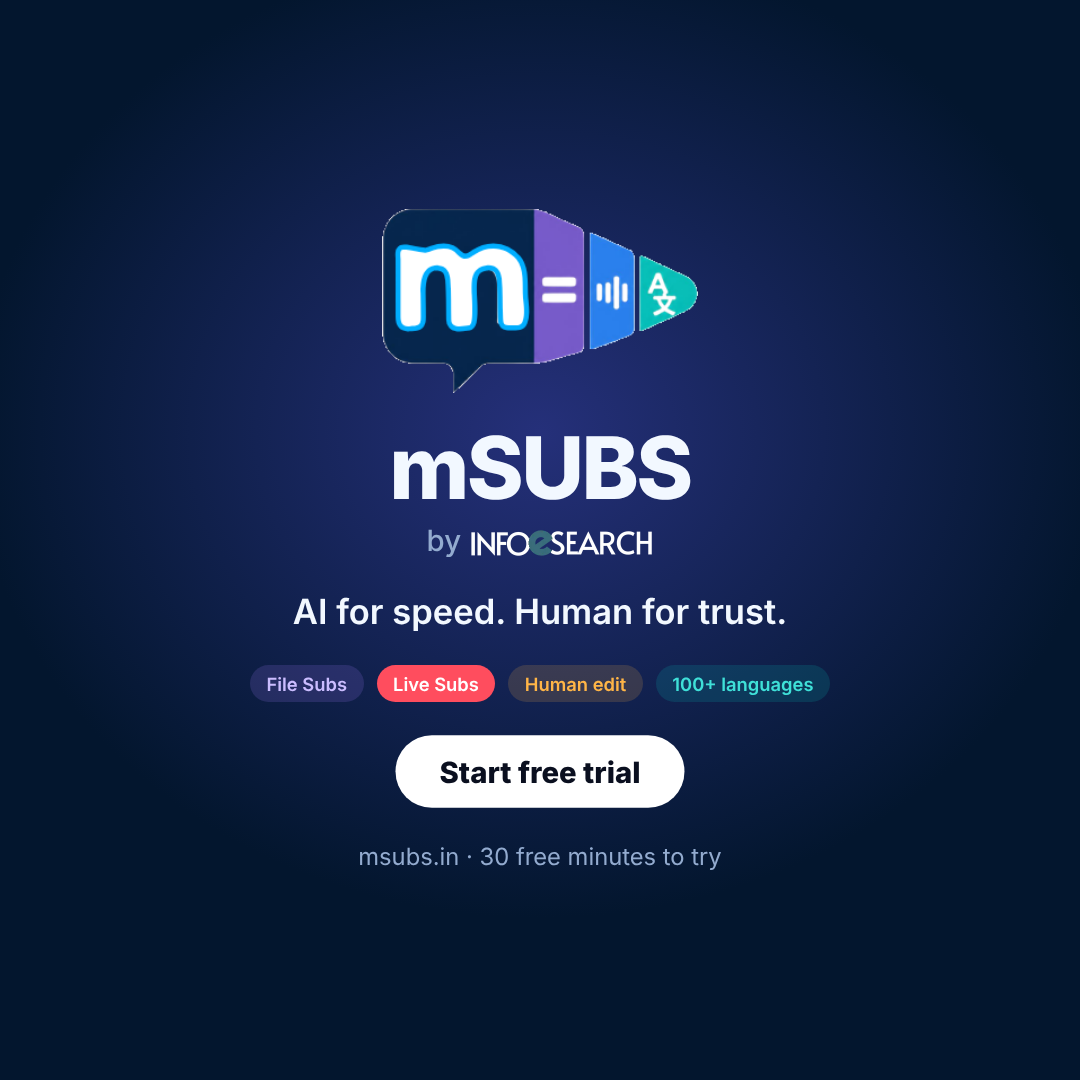 m
A
文
mSUBS
by INFOeSEARCH
AI for speed. Human for trust.
File Subs Live Subs Human edit 100+ languages
Start free trial
msubs.in · 30 free minutes to try